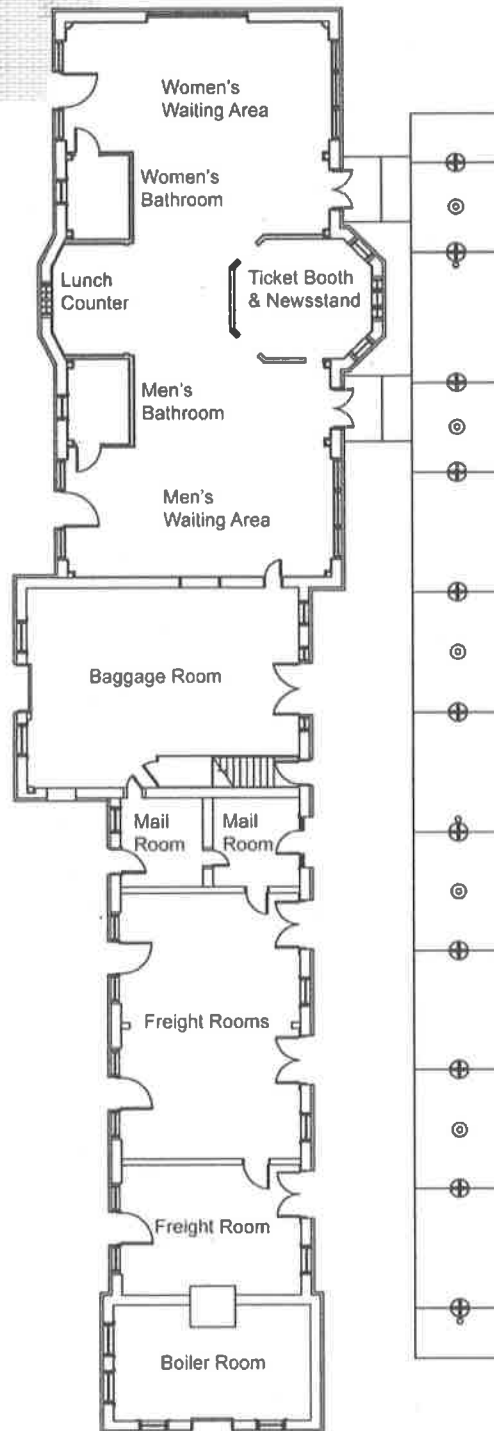 Women's
Waiting Area
Women's
Bathroom
Lunch
Counter
Ticket Booth
& Newsstand
Men's
Bathroom
Men's
Waiting Area
Baggage Room
Mail
Room
Mail
Room
Freight Rooms
Freight Room
Boiler Room